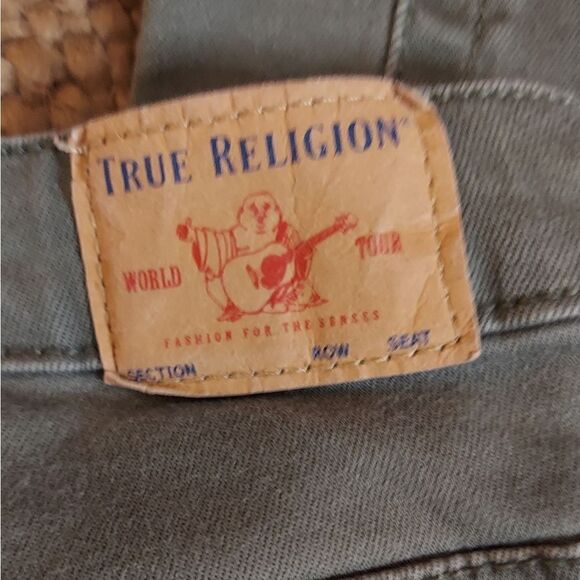 TRUE RELIGION
WORLD TOUR
FASHION FOR THE SENSES
SECTION ROW SEAT